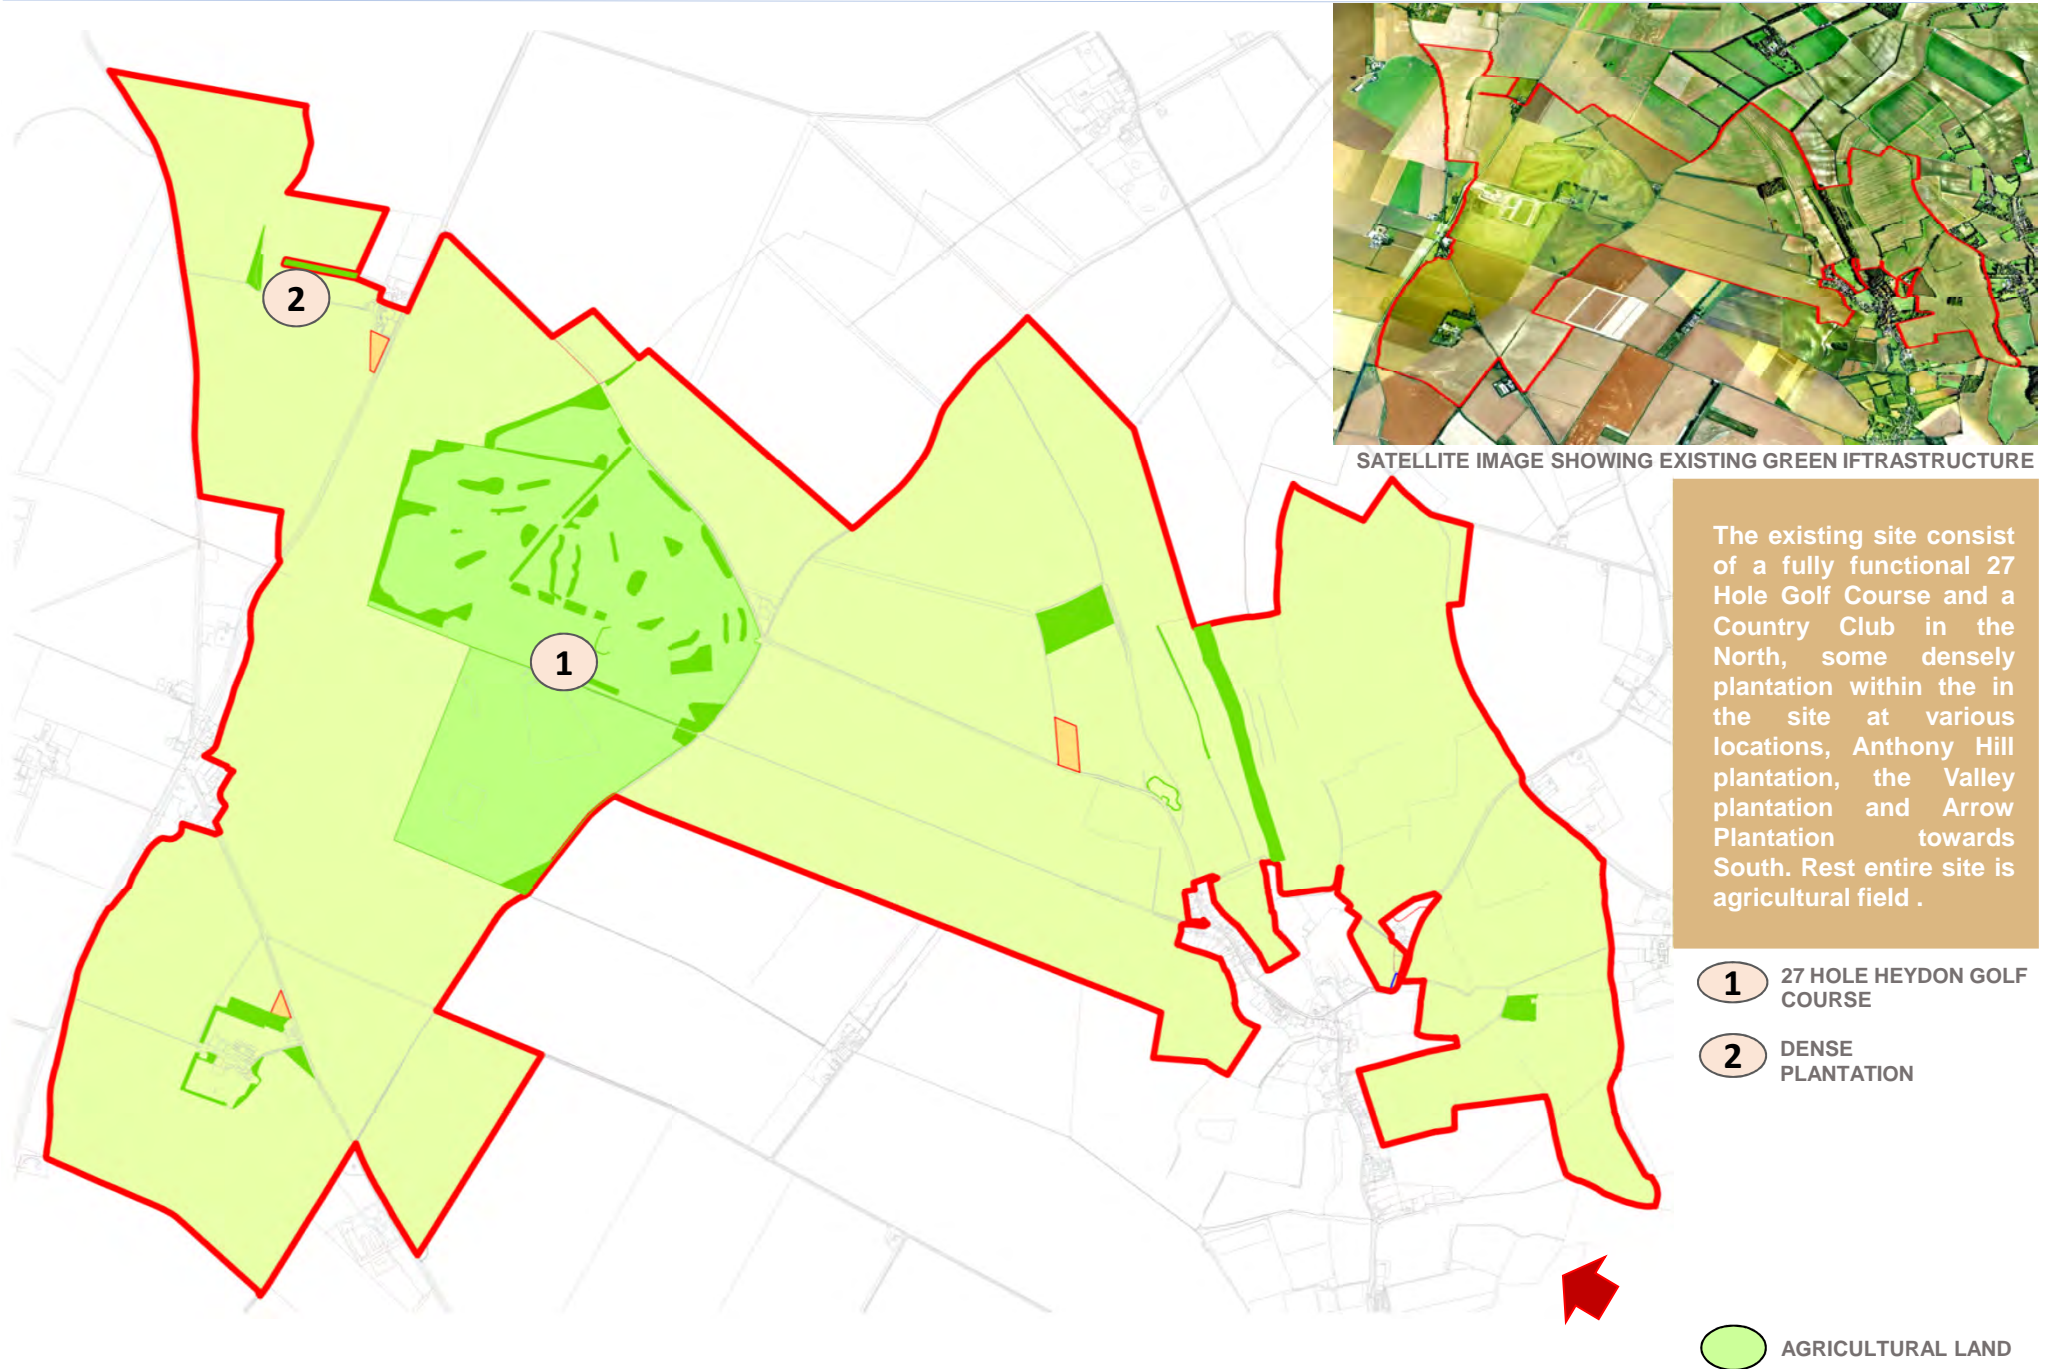 SATELLITE IMAGE SHOWING EXISTING GREEN IFTRASTRUCTURE
The existing site consist
of a fully functional 27
Hole Golf Course and a
Country Club in the
North, some densely
plantation within the in
the site at various
locations, Anthony Hill
plantation, the Valley
plantation and Arrow
Plantation towards
South. Rest entire site is
agricultural field .
2
1
1 27 HOLE HEYDON GOLF
COURSE
2 DENSE
PLANTATION
AGRICULTURAL LAND